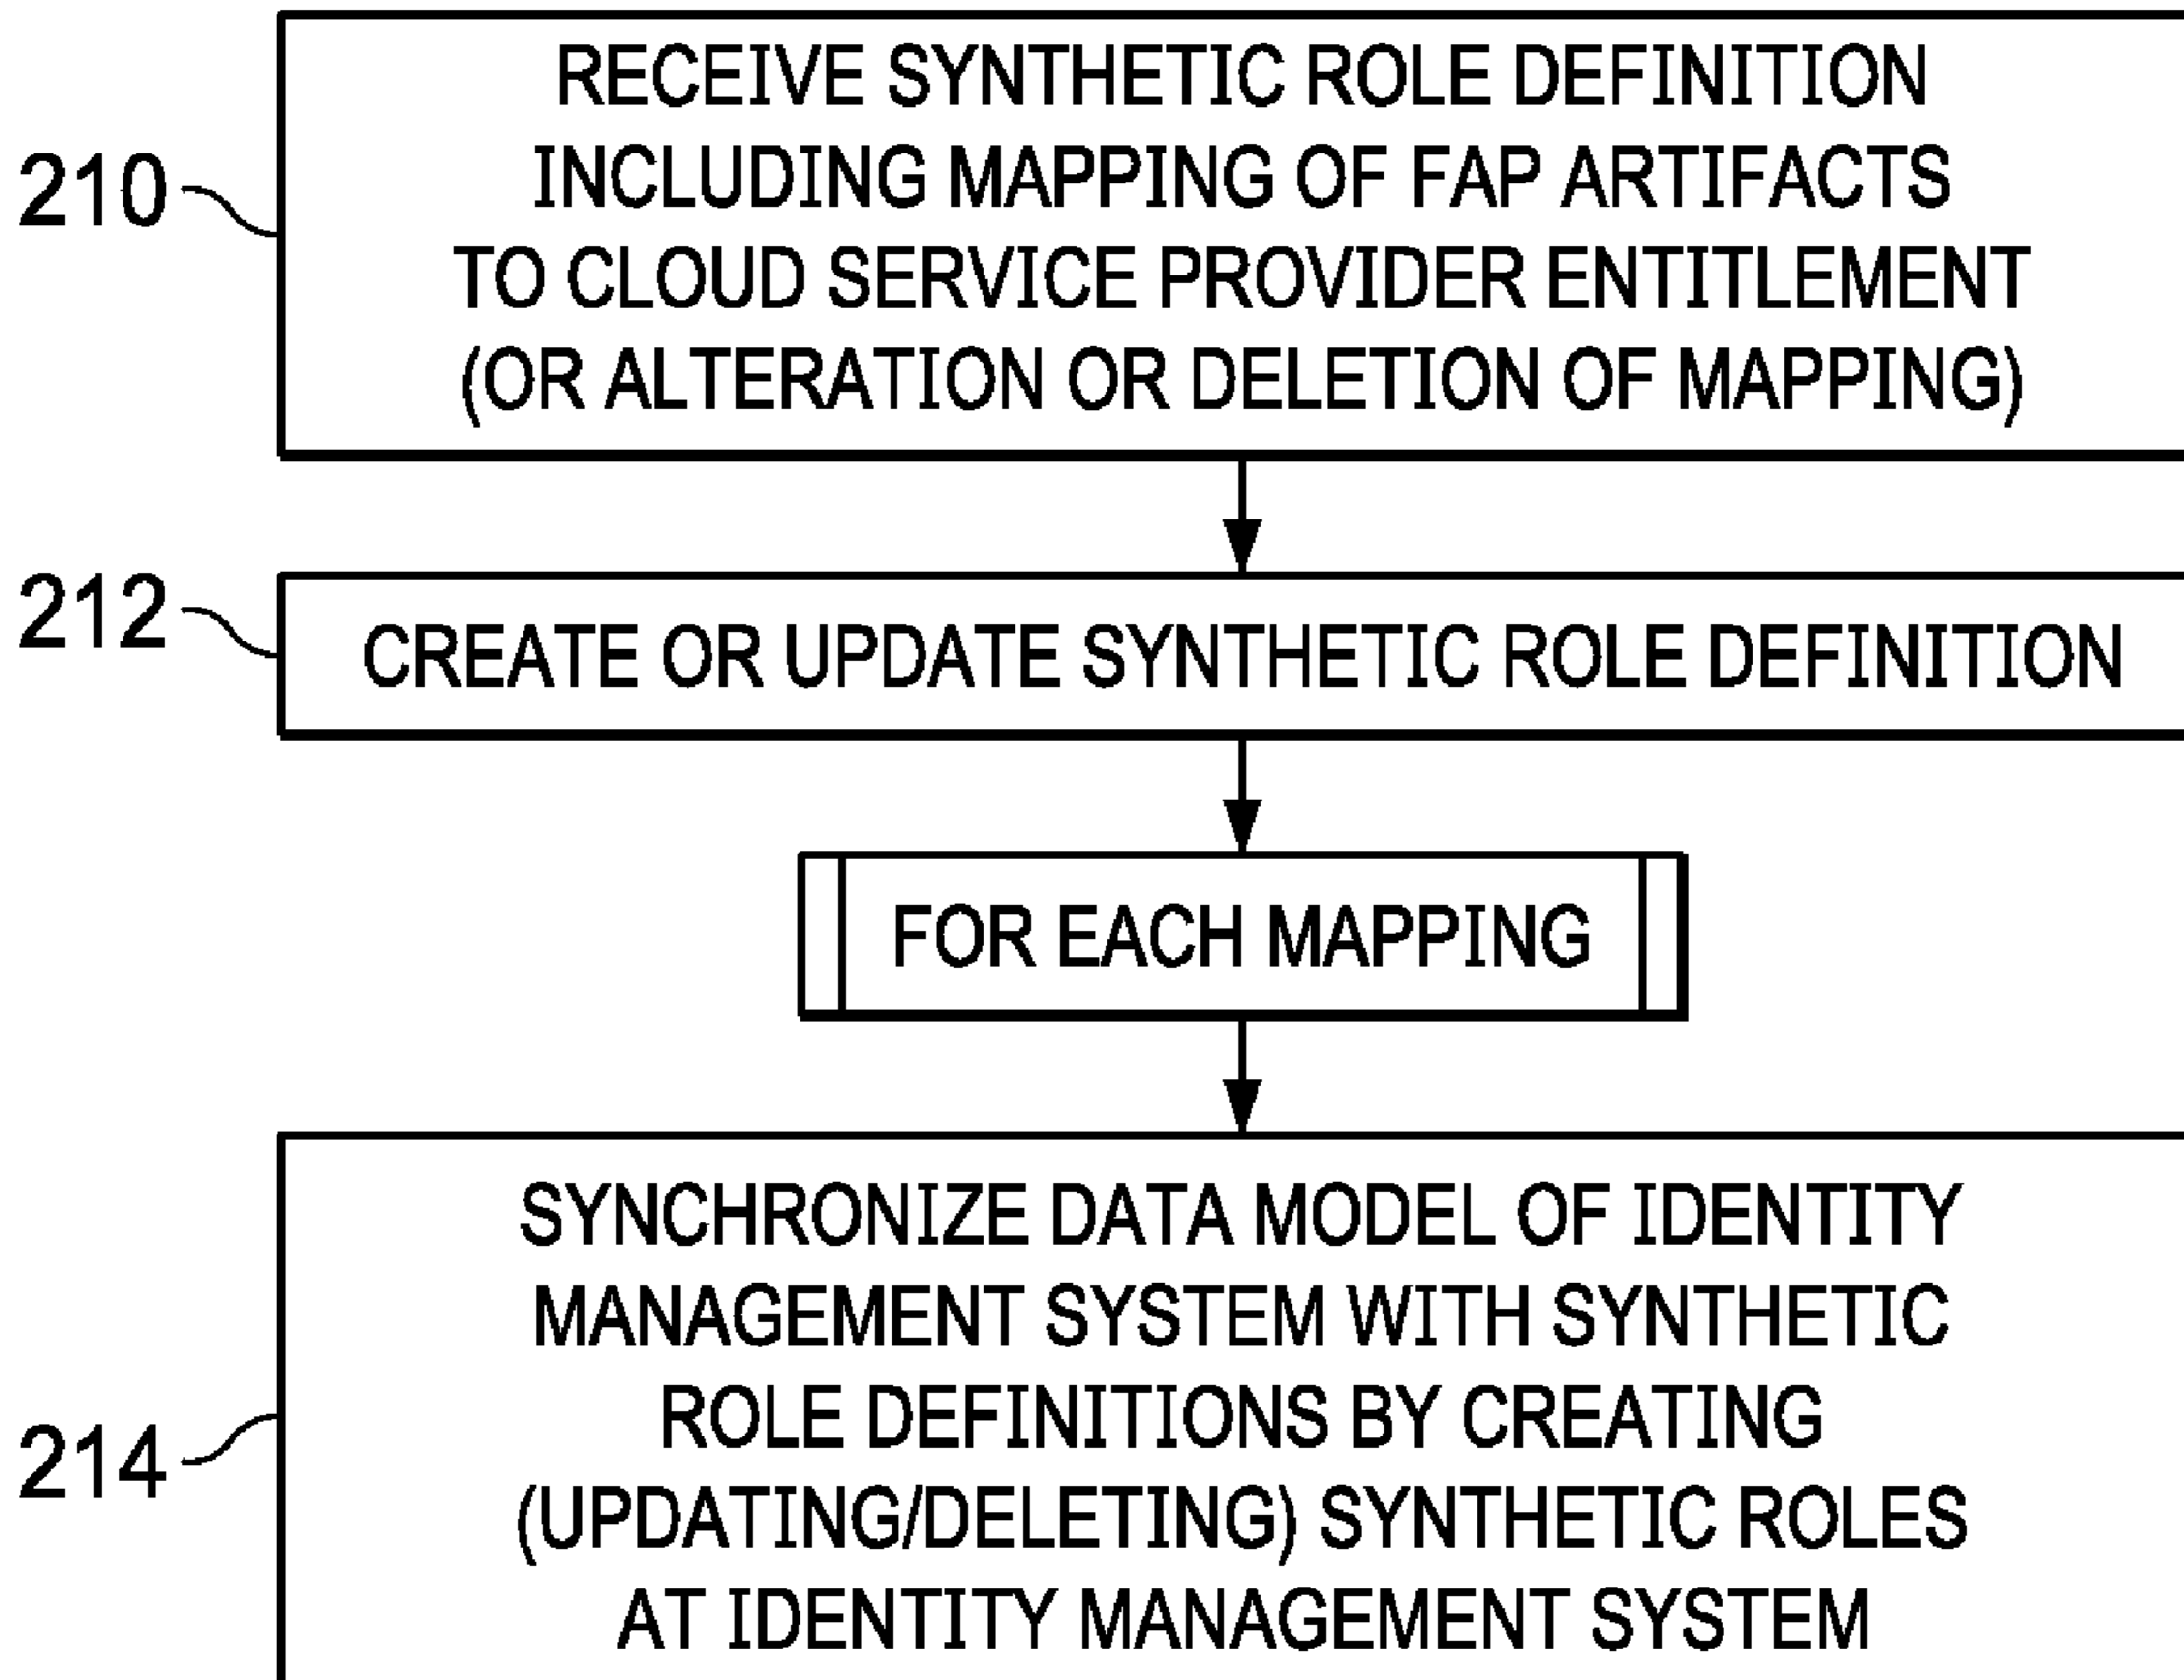 210
RECEIVE SYNTHETIC ROLE DEFINITION
INCLUDING MAPPING OF FAP ARTIFACTS
TO CLOUD SERVICE PROVIDER ENTITLEMENT
(OR ALTERATION OR DELETION OF MAPPING)
212
CREATE OR UPDATE SYNTHETIC ROLE DEFINITION
FOR EACH MAPPING
214
SYNCHRONIZE DATA MODEL OF IDENTITY
MANAGEMENT SYSTEM WITH SYNTHETIC
ROLE DEFINITIONS BY CREATING
(UPDATING/DELETING) SYNTHETIC ROLES
AT IDENTITY MANAGEMENT SYSTEM